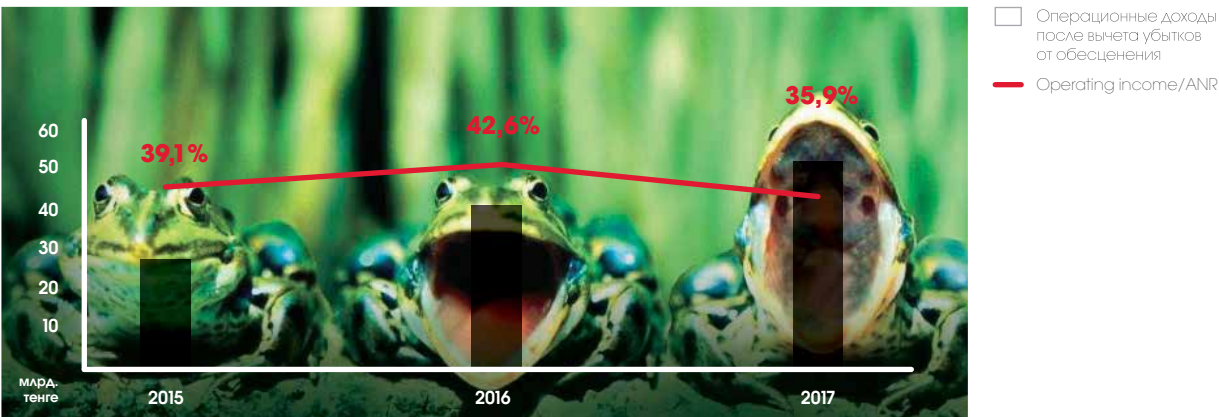 Операционные доходы
после вычета убытков
от обесценения
Operating income/ANR
39,1%
42,6%
35,9%
60
50
40
30
20
10
млрд.
тенге
2015
2016
2017